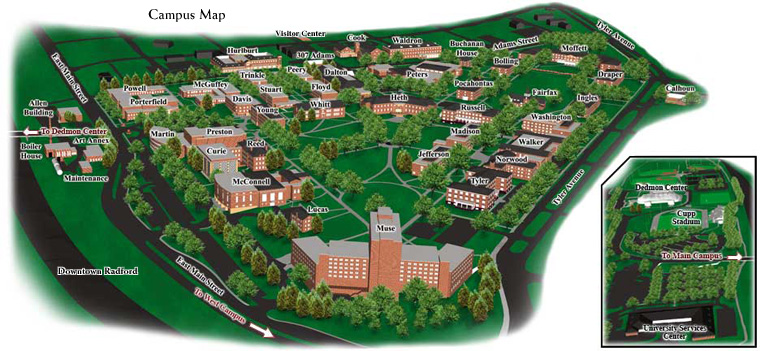 Campus Map
Visitor Center
Cook
Waldron
Tyler Avenue
Hurlburt
307 Adams
Buchanan
House
Adams Street
Moffett
East Main Street
Trinkle
Peery
Dalton
Peters
Bolling
Draper
Powell
McGuffey
Stuart
Floyd
Pocahontas
Calhoun
Porterfield
Davis
Young
Whitt
Heth
Russell
Fairfax
Ingles
Allen
Building
Washington
To Dedmon Center
Art Annex
Martin
Preston
Reed
Madison
Walker
Boiler
House
Curie
Jefferson
Norwood
Maintenance
McConnell
Tyler
Tyler Avenue
Lucas
Muse
Downtown Radford
East Main Street
To West Campus
Dedmon Center
Cupp
Stadium
To Main Campus
University Services
Center